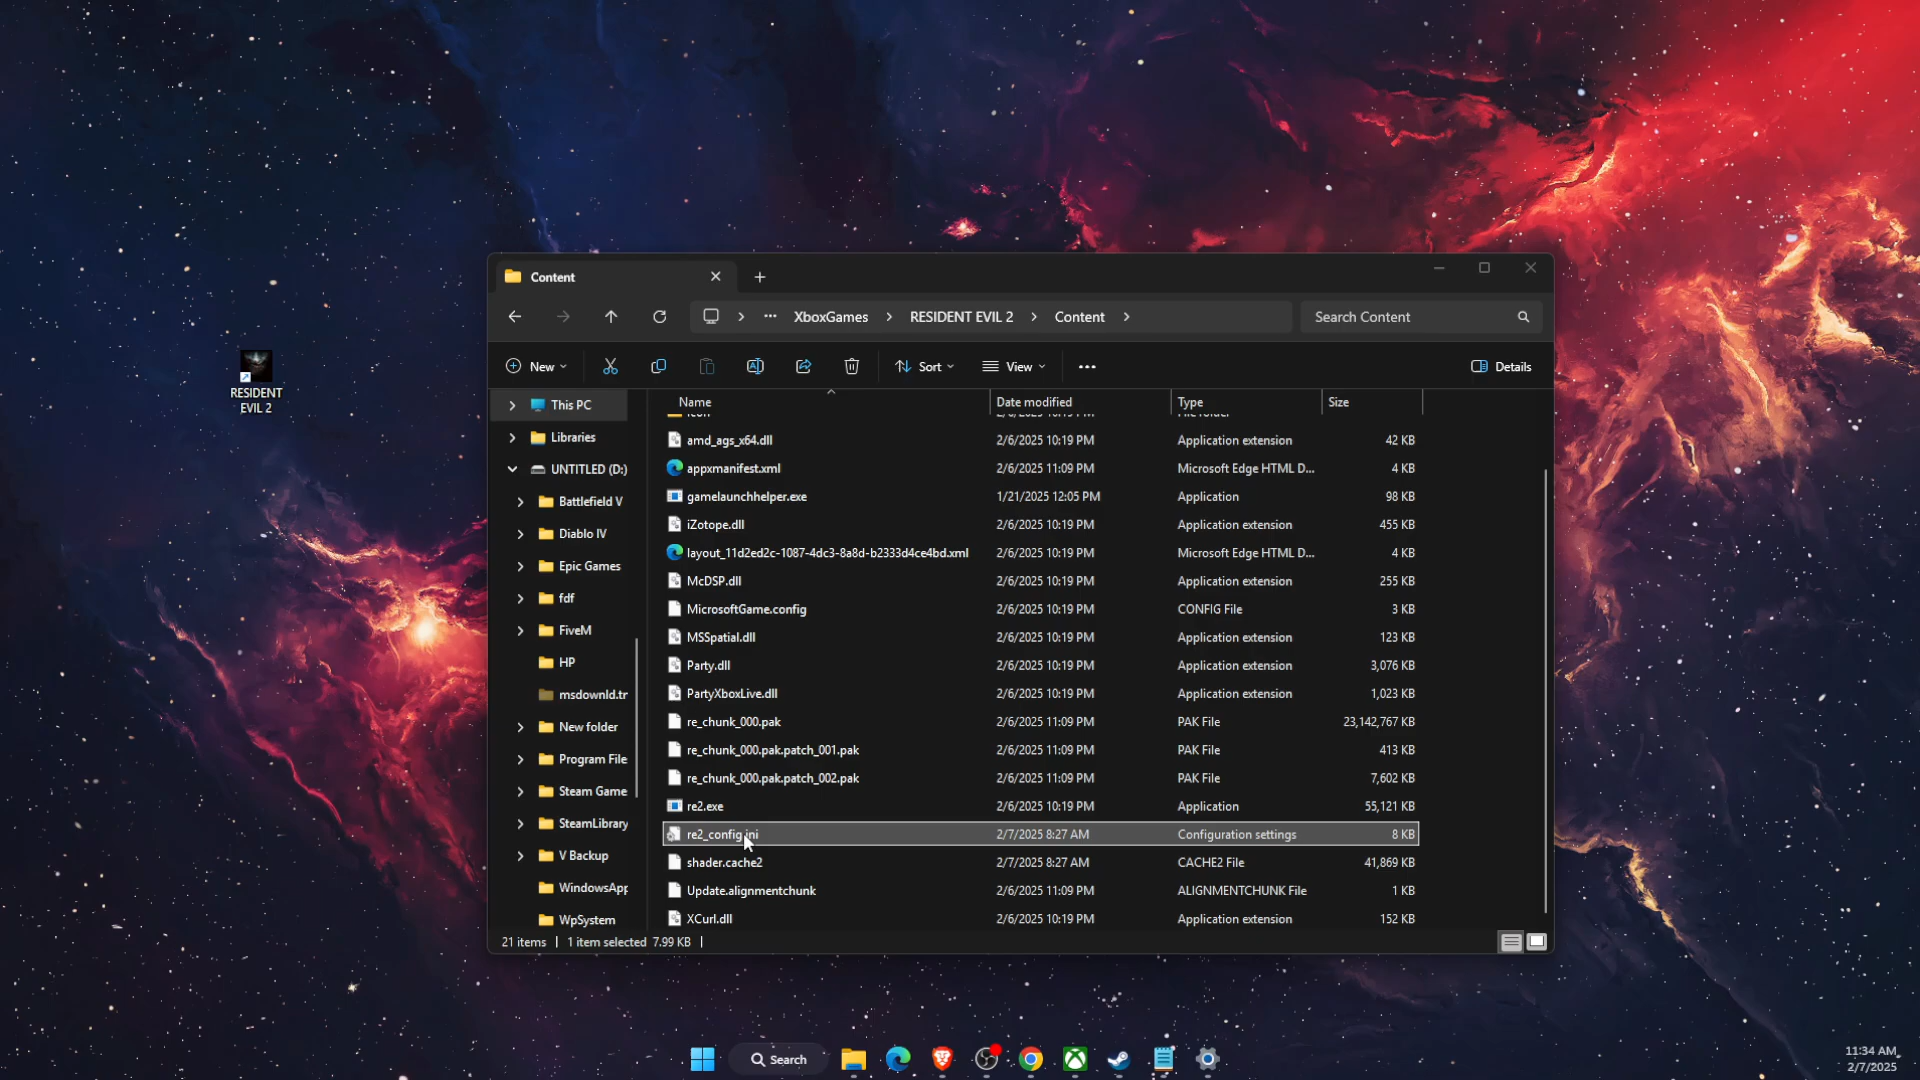 RESIDENT
EVIL 2
Content
XboxGames
RESIDENT EVIL 2
Content
Search Content
New
Sort
View
Details
This PC
Libraries
UNTITLED (D:)
Battlefield V
Diablo IV
Epic Games
fdf
FiveM
HP
msdownld.tr
New folder
Program File
Steam Game
SteamLibrary
V Backup
WindowsApp
WpSystem
Name Date modified Type Size
amd_ags_x64.dll 2/6/2025 10:19 PM Application extension 42 KB
appxmanifest.xml 2/6/2025 11:09 PM Microsoft Edge HTML D... 4 KB
gamelaunchhelper.exe 1/21/2025 12:05 PM Application 98 KB
iZotope.dll 2/6/2025 10:19 PM Application extension 455 KB
layout_11d2ed2c-1087-4dc3-8a8d-b2333d4ce4bd.xml 2/6/2025 10:19 PM Microsoft Edge HTML D... 4 KB
McDSP.dll 2/6/2025 10:19 PM Application extension 255 KB
MicrosoftGame.config 2/6/2025 10:19 PM CONFIG File 3 KB
MSSpatial.dll 2/6/2025 10:19 PM Application extension 123 KB
Party.dll 2/6/2025 10:19 PM Application extension 3,076 KB
PartyXboxLive.dll 2/6/2025 10:19 PM Application extension 1,023 KB
re_chunk_000.pak 2/6/2025 11:09 PM PAK File 23,142,767 KB
re_chunk_000.pak.patch_001.pak 2/6/2025 11:09 PM PAK File 413 KB
re_chunk_000.pak.patch_002.pak 2/6/2025 11:09 PM PAK File 7,602 KB
re2.exe 2/6/2025 10:19 PM Application 55,121 KB
re2_config.ini 2/7/2025 8:27 AM Configuration settings 8 KB
shader.cache2 2/7/2025 8:27 AM CACHE2 File 41,869 KB
Update.alignmentchunk 2/6/2025 11:09 PM ALIGNMENTCHUNK File 1 KB
XCurl.dll 2/6/2025 10:19 PM Application extension 152 KB
21 items 1 item selected 7.99 KB
Search
11:34 AM
2/7/2025